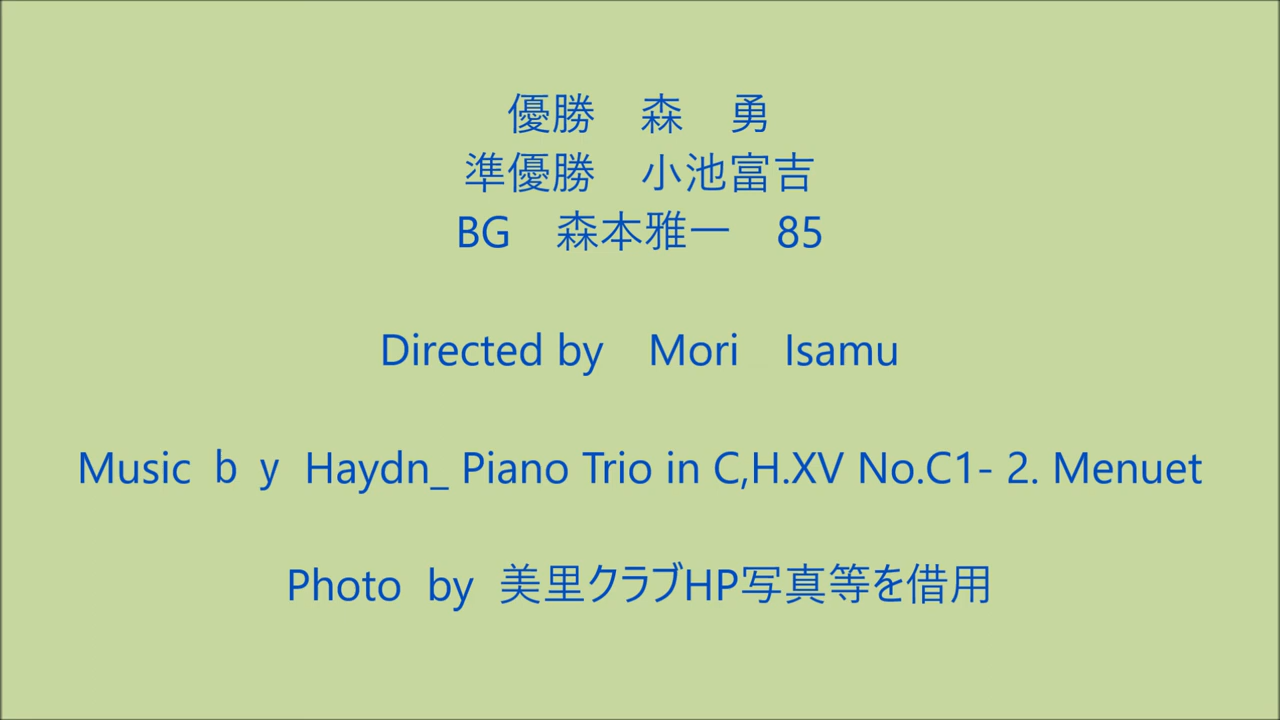 優勝　森　勇
準優勝　小池富吉
BG　森本雅一　85
Directed by　Mori　Isamu
Music ｂｙ Haydn_ Piano Trio in C,H.XV No.C1- 2. Menuet
Photo by 美里クラブHP写真等を借用